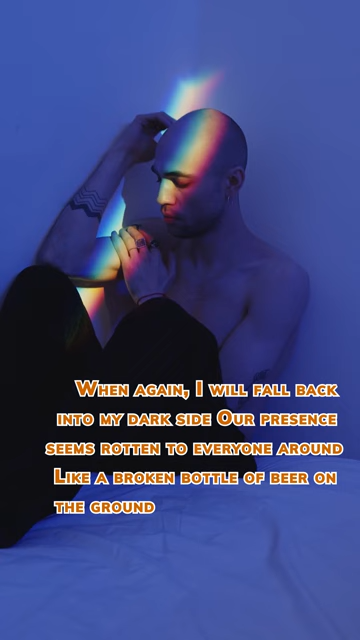 When again, I will fall back
into my dark side Our presence
seems rotten to everyone around
Like a broken bottle of beer on
the ground